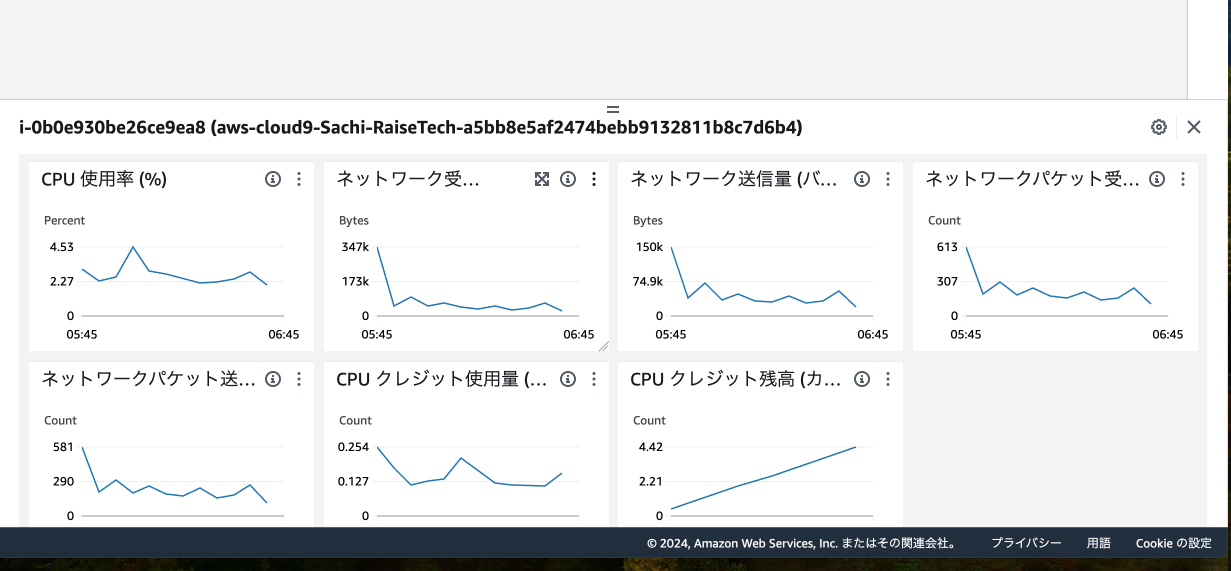 i-0b0e930be26ce9ea8 (aws-cloud9-Sachi-RaiseTech-a5bb8e5af2474bebb9132811b8c7d6b4)
CPU 使用率 (%)
Percent
4.53
2.27
0
05:45
06:45
ネットワーク受...
Bytes
347k
173k
0
05:45
06:45
ネットワーク送信量 (バ...
Bytes
150k
74.9k
0
05:45
06:45
ネットワークパケット受...
Count
613
307
0
05:45
06:45
ネットワークパケット送...
Count
581
290
0
CPU クレジット使用量 (...
Count
0.254
0.127
0
CPU クレジット残高 (カ...
Count
4.42
2.21
0
© 2024, Amazon Web Services, Inc. またはその関連会社。
プライバシー
用語
Cookie の設定